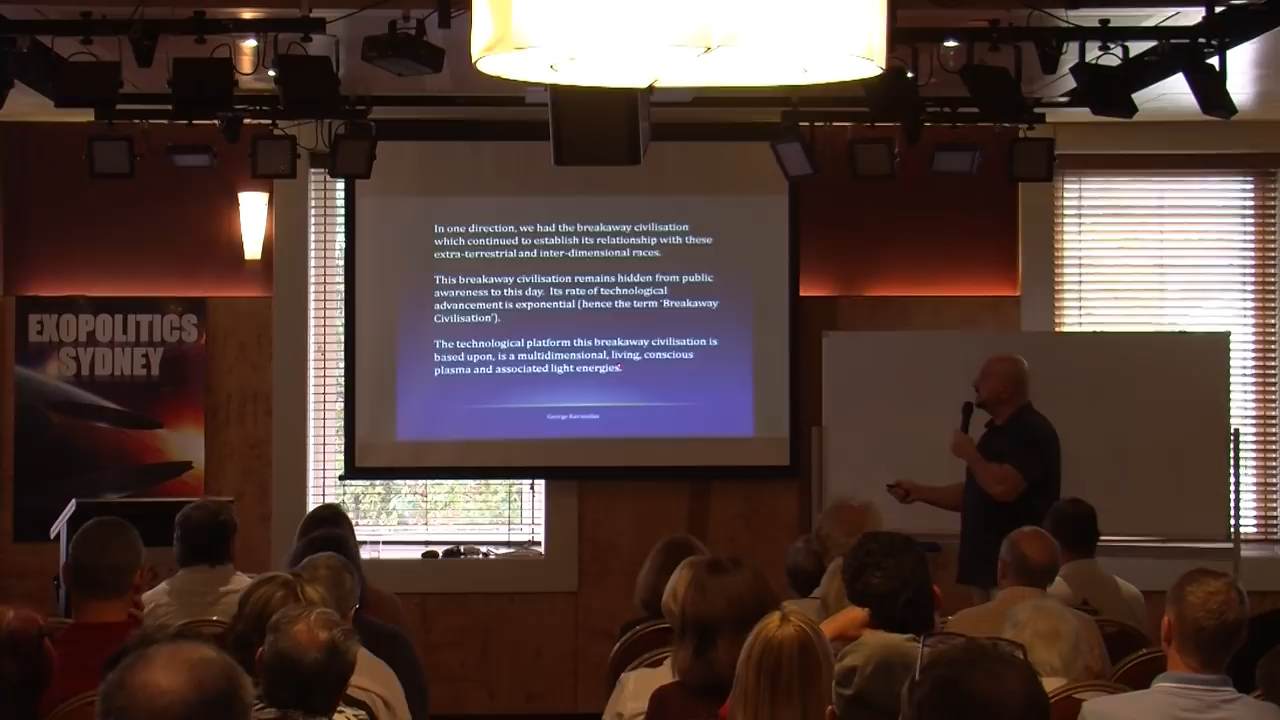 EXOPOLITICS
SYDNEY
In one direction, we had the breakaway civilisation
which continued to establish its relationship with these
extra-terrestrial and inter-dimensional races.
This breakaway civilisation remains hidden from public
awareness to this day. Its rate of technological
advancement is exponential (hence the term 'Breakaway
Civilisation').
The technological platform this breakaway civilisation is
based upon, is a multidimensional, living, conscious
plasma and associated light energies.
George